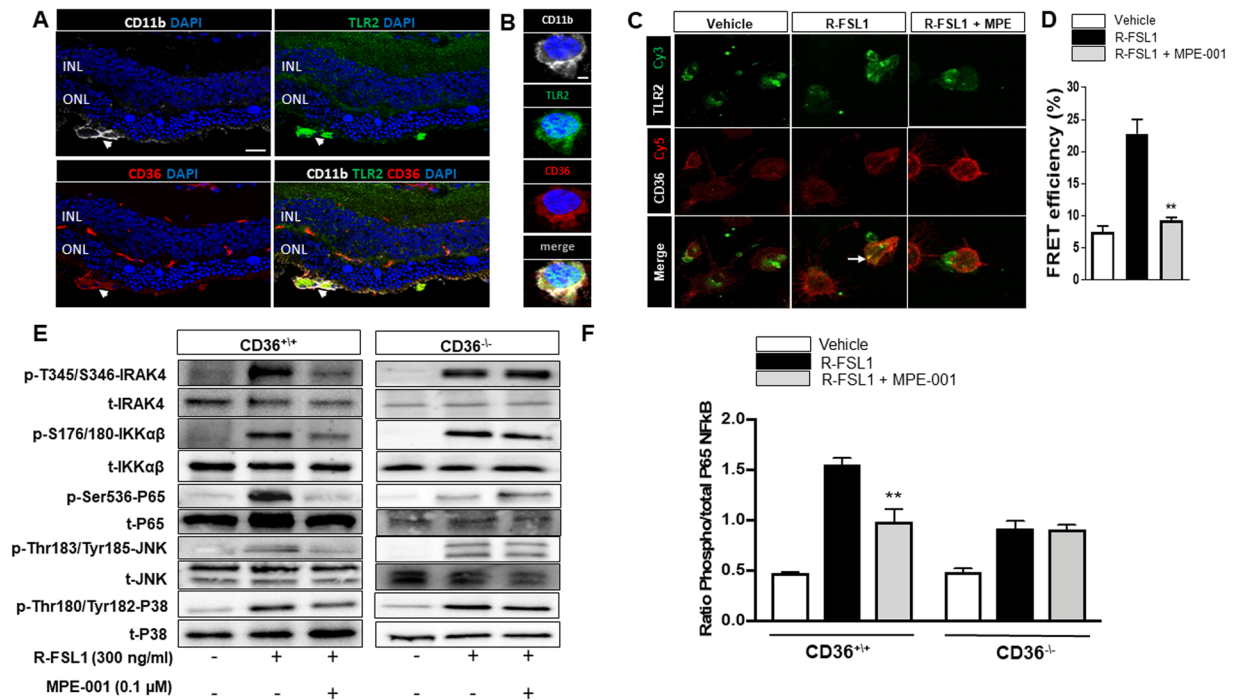 A
CD11b DAPI
TLR2 DAPI
INL
ONL
CD36 DAPI
CD11b TLR2 CD36 DAPI
INL
ONL
INL
ONL
B
CD11b
TLR2
CD36
merge
C
Vehicle
R-FSL1
R-FSL1 + MPE
TLR2 Cy3
CD36 Cy5
Merge
D
Vehicle
R-FSL1
R-FSL1 + MPE-001
FRET efficiency (%)
30
25
20
15
10
5
0
**
E
CD36+\+
CD36-\-
p-T345/S346-IRAK4
t-IRAK4
p-S176/180-IKKαβ
t-IKKαβ
p-Ser536-P65
t-P65
p-Thr183/Tyr185-JNK
t-JNK
p-Thr180/Tyr182-P38
t-P38
R-FSL1 (300 ng/ml) - + + - + +
MPE-001 (0.1 μM) - - + - - +
F
Vehicle
R-FSL1
R-FSL1 + MPE-001
Ratio Phospho/total P65 NFkB
2.0
1.5
1.0
0.5
0.0
**
CD36+\+
CD36-\-